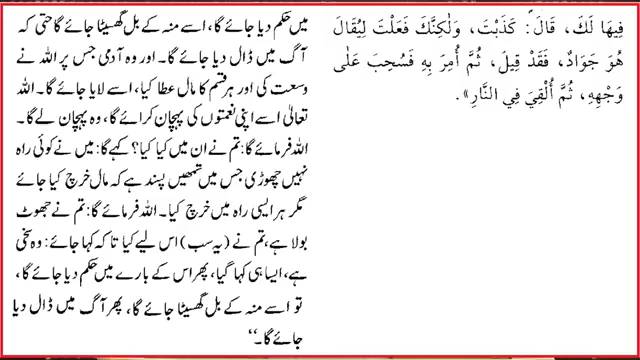 فِيهَا لَكَ، قَالَ: كَذَبْتَ، وَلٰكِنَّكَ فَعَلْتَ لِيُقَالَ
هُوَ جَوَادٌ، فَقَدْ قِيلَ، ثُمَّ أُمِرَ بِهِ فَسُحِبَ عَلٰى
وَجْهِهِ، ثُمَّ أُلْقِيَ فِي النَّارِ».
میں حکم دیا جائے گا، اسے منہ کے بل گھسیٹا جائے گا حتی کہ
آگ میں ڈال دیا جائے گا۔ اور وہ آدمی جس پر اللہ نے
وسعت کی اور ہر قسم کا مال عطا کیا، اسے لایا جائے گا۔ اللہ
تعالیٰ اسے اپنی نعمتوں کی پہچان کرائے گا، وہ پہچان لے گا۔
اللہ فرمائے گا: تم نے ان میں کیا کیا؟ کہے گا: میں نے کوئی راہ
نہیں چھوڑی جس میں تمھیں پسند ہے کہ مال خرچ کیا جائے
مگر ہر ایسی راہ میں خرچ کیا۔ اللہ فرمائے گا: تم نے جھوٹ
بولا ہے، تم نے (یہ سب) اس لیے کیا تاکہ کہا جائے: وہ سخی
ہے، ایسا ہی کہا گیا، پھر اس کے بارے میں حکم دیا جائے گا،
تو اسے منہ کے بل گھسیٹا جائے گا، پھر آگ میں ڈال دیا
جائے گا۔‘‘